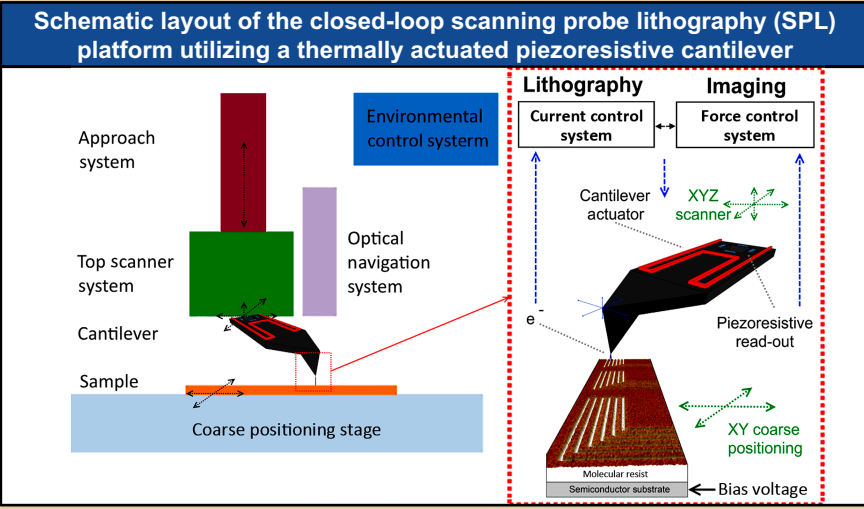 Schematic layout of the closed-loop scanning probe lithography (SPL)
platform utilizing a thermally actuated piezoresistive cantilever
Approach
system
Environmental
control systerm
Top scanner
system
Optical
navigation
system
Cantilever
Sample
Coarse positioning stage
Lithography
Imaging
Current control
system
Force control
system
Cantilever
actuator
XYZ
scanner
e-
Piezoresistive
read-out
XY coarse
positioning
Molecular resist
Semiconductor substrate
Bias voltage